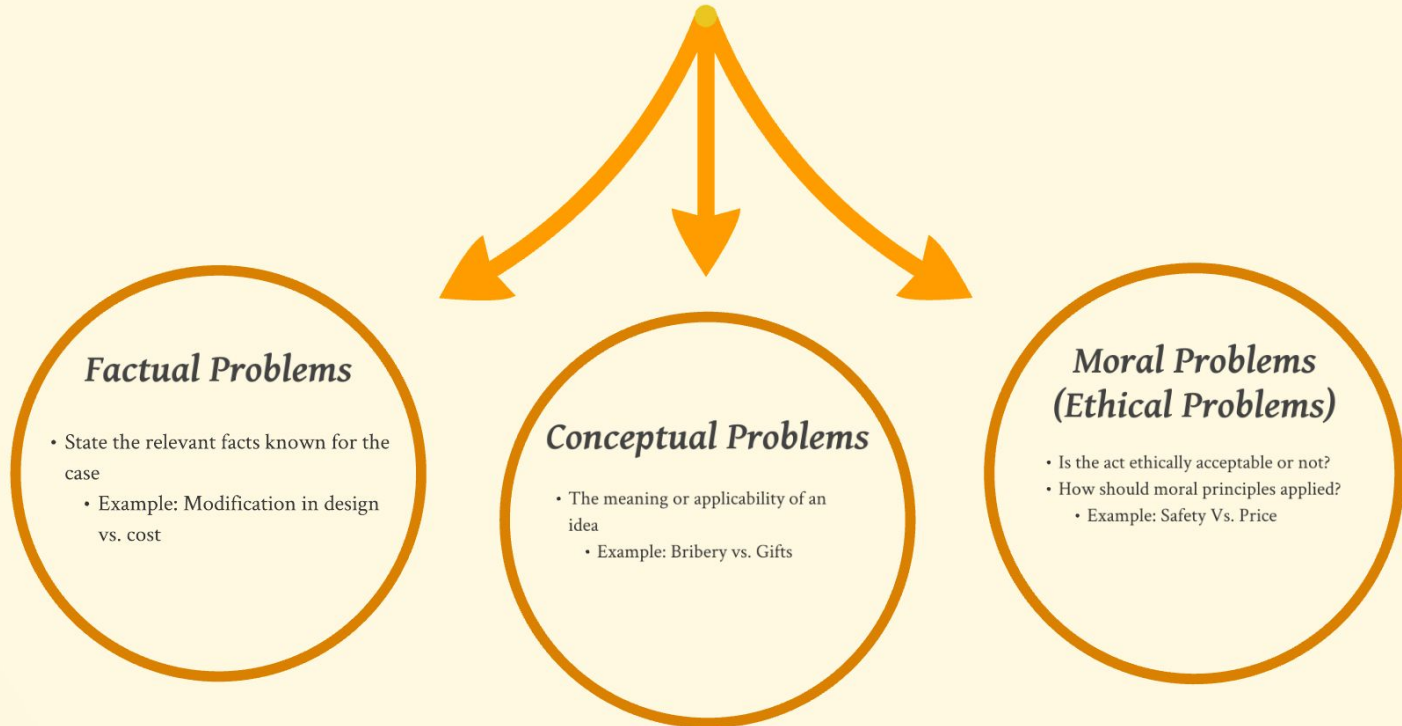 Factual Problems
• State the relevant facts known for the
case
• Example: Modification in design
vs. cost
Conceptual Problems
• The meaning or applicability of an
idea
• Example: Bribery vs. Gifts
Moral Problems
(Ethical Problems)
• Is the act ethically acceptable or not?
• How should moral principles applied?
• Example: Safety Vs. Price